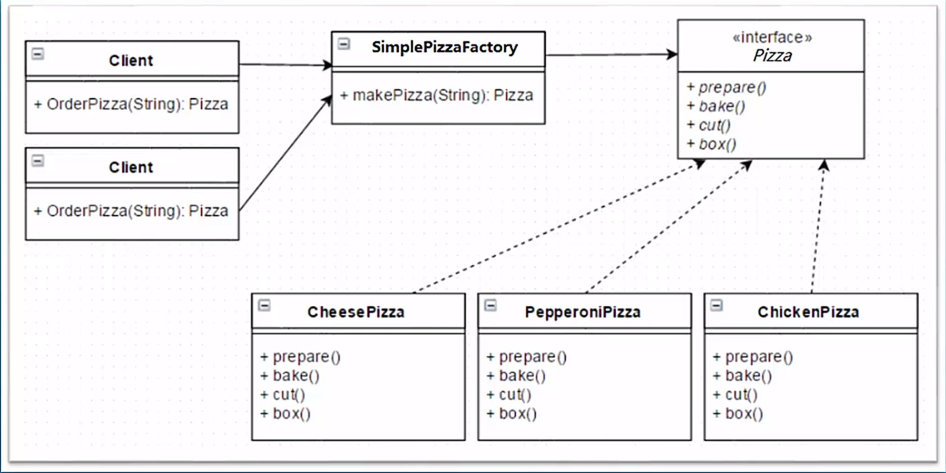 Client
+ OrderPizza(String): Pizza
Client
+ OrderPizza(String): Pizza
SimplePizzaFactory
+ makePizza(String): Pizza
«interface»
Pizza
+ prepare()
+ bake()
+ cut()
+ box()
CheesePizza
+ prepare()
+ bake()
+ cut()
+ box()
PepperoniPizza
+ prepare()
+ bake()
+ cut()
+ box()
ChickenPizza
+ prepare()
+ bake()
+ cut()
+ box()